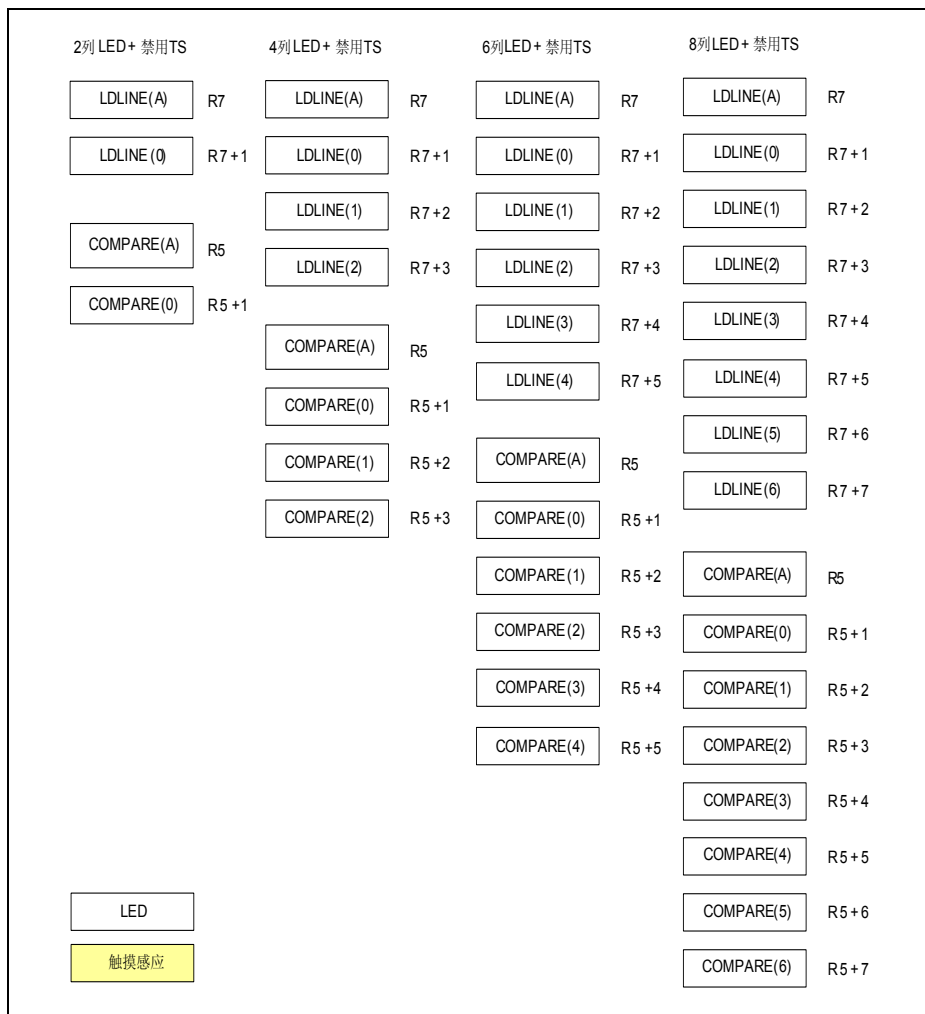 2列LED+ 禁用TS
LDLINE(A) R7
LDLINE(0) R7+1
COMPARE(A) R5
COMPARE(0) R5+1
4列LED+ 禁用TS
LDLINE(A) R7
LDLINE(0) R7+1
LDLINE(1) R7+2
LDLINE(2) R7+3
COMPARE(A) R5
COMPARE(0) R5+1
COMPARE(1) R5+2
COMPARE(2) R5+3
6列LED+ 禁用TS
LDLINE(A) R7
LDLINE(0) R7+1
LDLINE(1) R7+2
LDLINE(2) R7+3
LDLINE(3) R7+4
LDLINE(4) R7+5
COMPARE(A) R5
COMPARE(0) R5+1
COMPARE(1) R5+2
COMPARE(2) R5+3
COMPARE(3) R5+4
COMPARE(4) R5+5
8列LED+ 禁用TS
LDLINE(A) R7
LDLINE(0) R7+1
LDLINE(1) R7+2
LDLINE(2) R7+3
LDLINE(3) R7+4
LDLINE(4) R7+5
LDLINE(5) R7+6
LDLINE(6) R7+7
COMPARE(A) R5
COMPARE(0) R5+1
COMPARE(1) R5+2
COMPARE(2) R5+3
COMPARE(3) R5+4
COMPARE(4) R5+5
COMPARE(5) R5+6
COMPARE(6) R5+7
LED
触摸感应